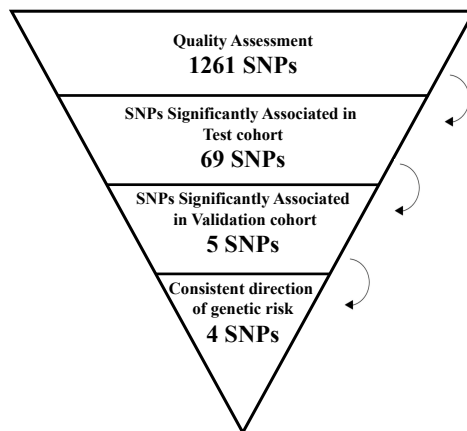 Quality Assessment
1261 SNPs
SNPs Significantly Associated in
Test cohort
69 SNPs
SNPs Significantly Associated
in Validation cohort
5 SNPs
Consistent direction
of genetic risk
4 SNPs